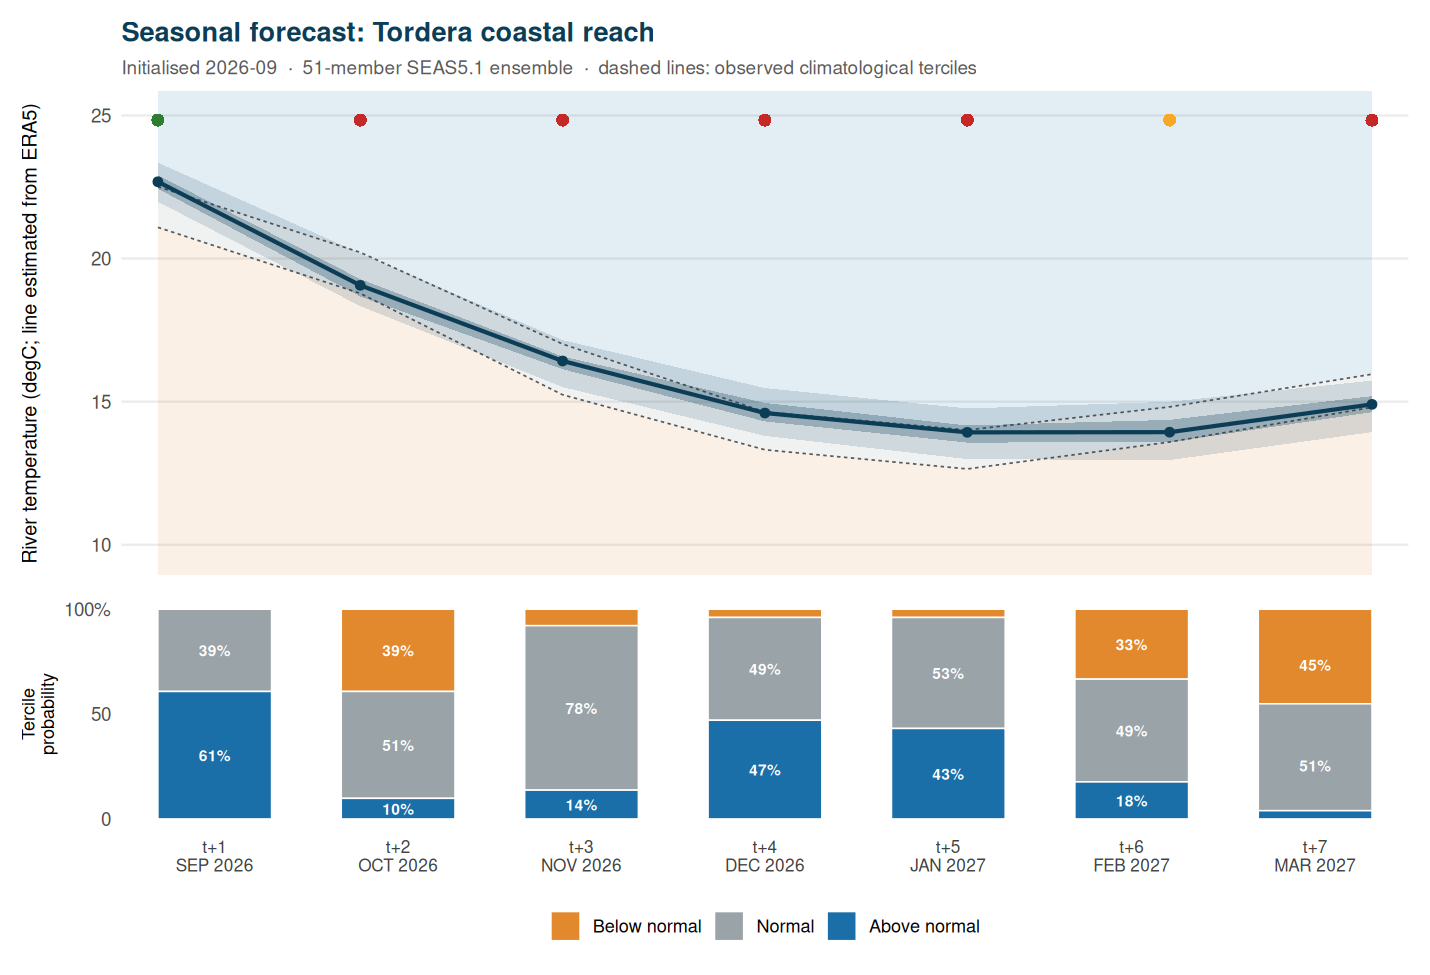 Seasonal forecast: Tordera coastal reach
Initialised 2026-09 · 51-member SEAS5.1 ensemble · dashed lines: observed climatological terciles
River temperature (degC; line estimated from ERA5)
25
20
15
10
Tercile
probability
100%
50
0
39%
61%
39%
51%
10%
78%
14%
49%
47%
53%
43%
33%
49%
18%
45%
51%
t+1
SEP 2026
t+2
OCT 2026
t+3
NOV 2026
t+4
DEC 2026
t+5
JAN 2027
t+6
FEB 2027
t+7
MAR 2027
Below normal Normal Above normal